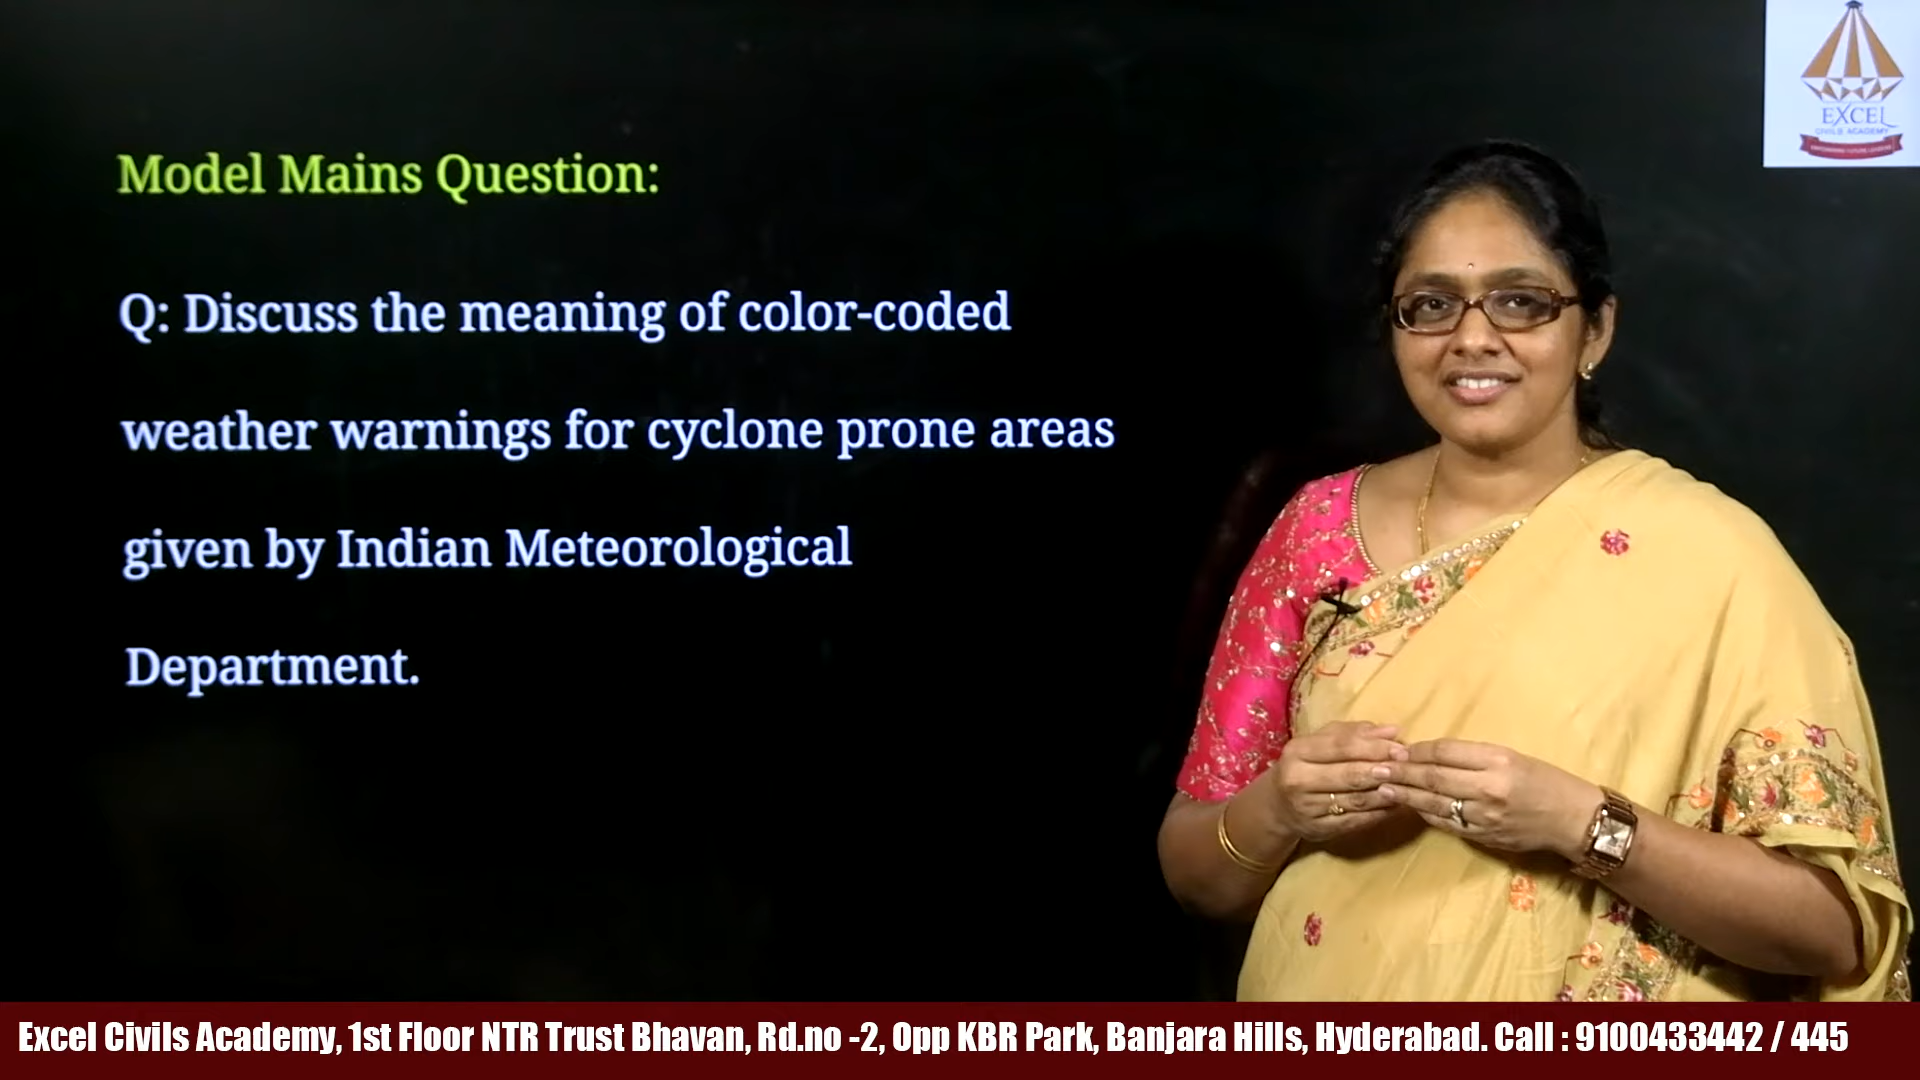 EXCEL
CIVILS ACADEMY
Model Mains Question:
Q: Discuss the meaning of color-coded
weather warnings for cyclone prone areas
given by Indian Meteorological
Department.
Excel Civils Academy, 1st Floor NTR Trust Bhavan, Rd.no -2, Opp KBR Park, Banjara Hills, Hyderabad. Call : 9100433442 / 445